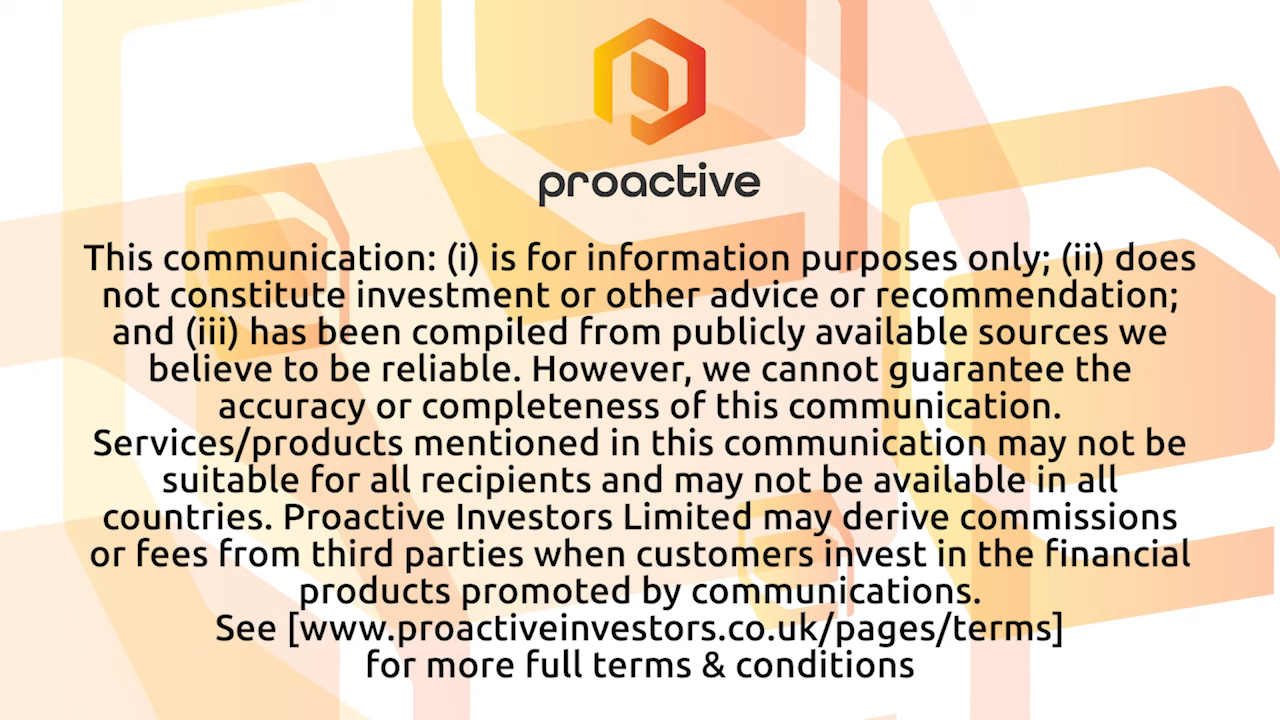 proactive
This communication: (i) is for information purposes only; (ii) does
not constitute investment or other advice or recommendation;
and (iii) has been compiled from publicly available sources we
believe to be reliable. However, we cannot guarantee the
accuracy or completeness of this communication.
Services/products mentioned in this communication may not be
suitable for all recipients and may not be available in all
countries. Proactive Investors Limited may derive commissions
or fees from third parties when customers invest in the financial
products promoted by communications.
See [www.proactiveinvestors.co.uk/pages/terms]
for more full terms & conditions